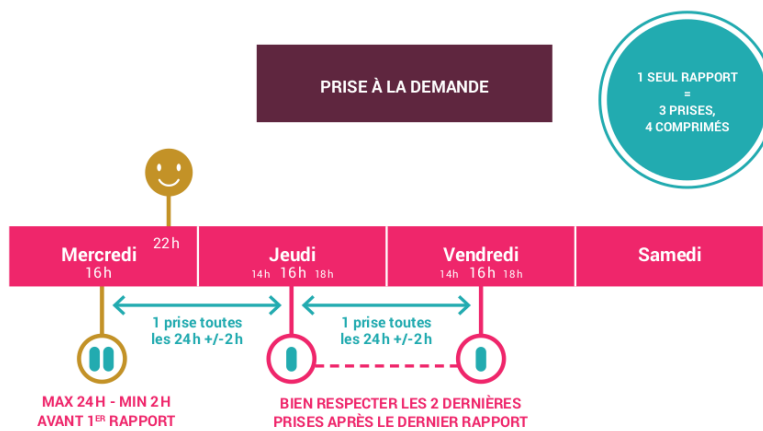 PRISE À LA DEMANDE
1 SEUL RAPPORT
=
3 PRISES,
4 COMPRIMÉS
Mercredi
16h
22h
Jeudi
14h 16h 18h
Vendredi
14h 16h 18h
Samedi
1 prise toutes
les 24h +/-2h
1 prise toutes
les 24h +/-2h
MAX 24H - MIN 2H
AVANT 1ER RAPPORT
BIEN RESPECTER LES 2 DERNIÈRES
PRISES APRÈS LE DERNIER RAPPORT